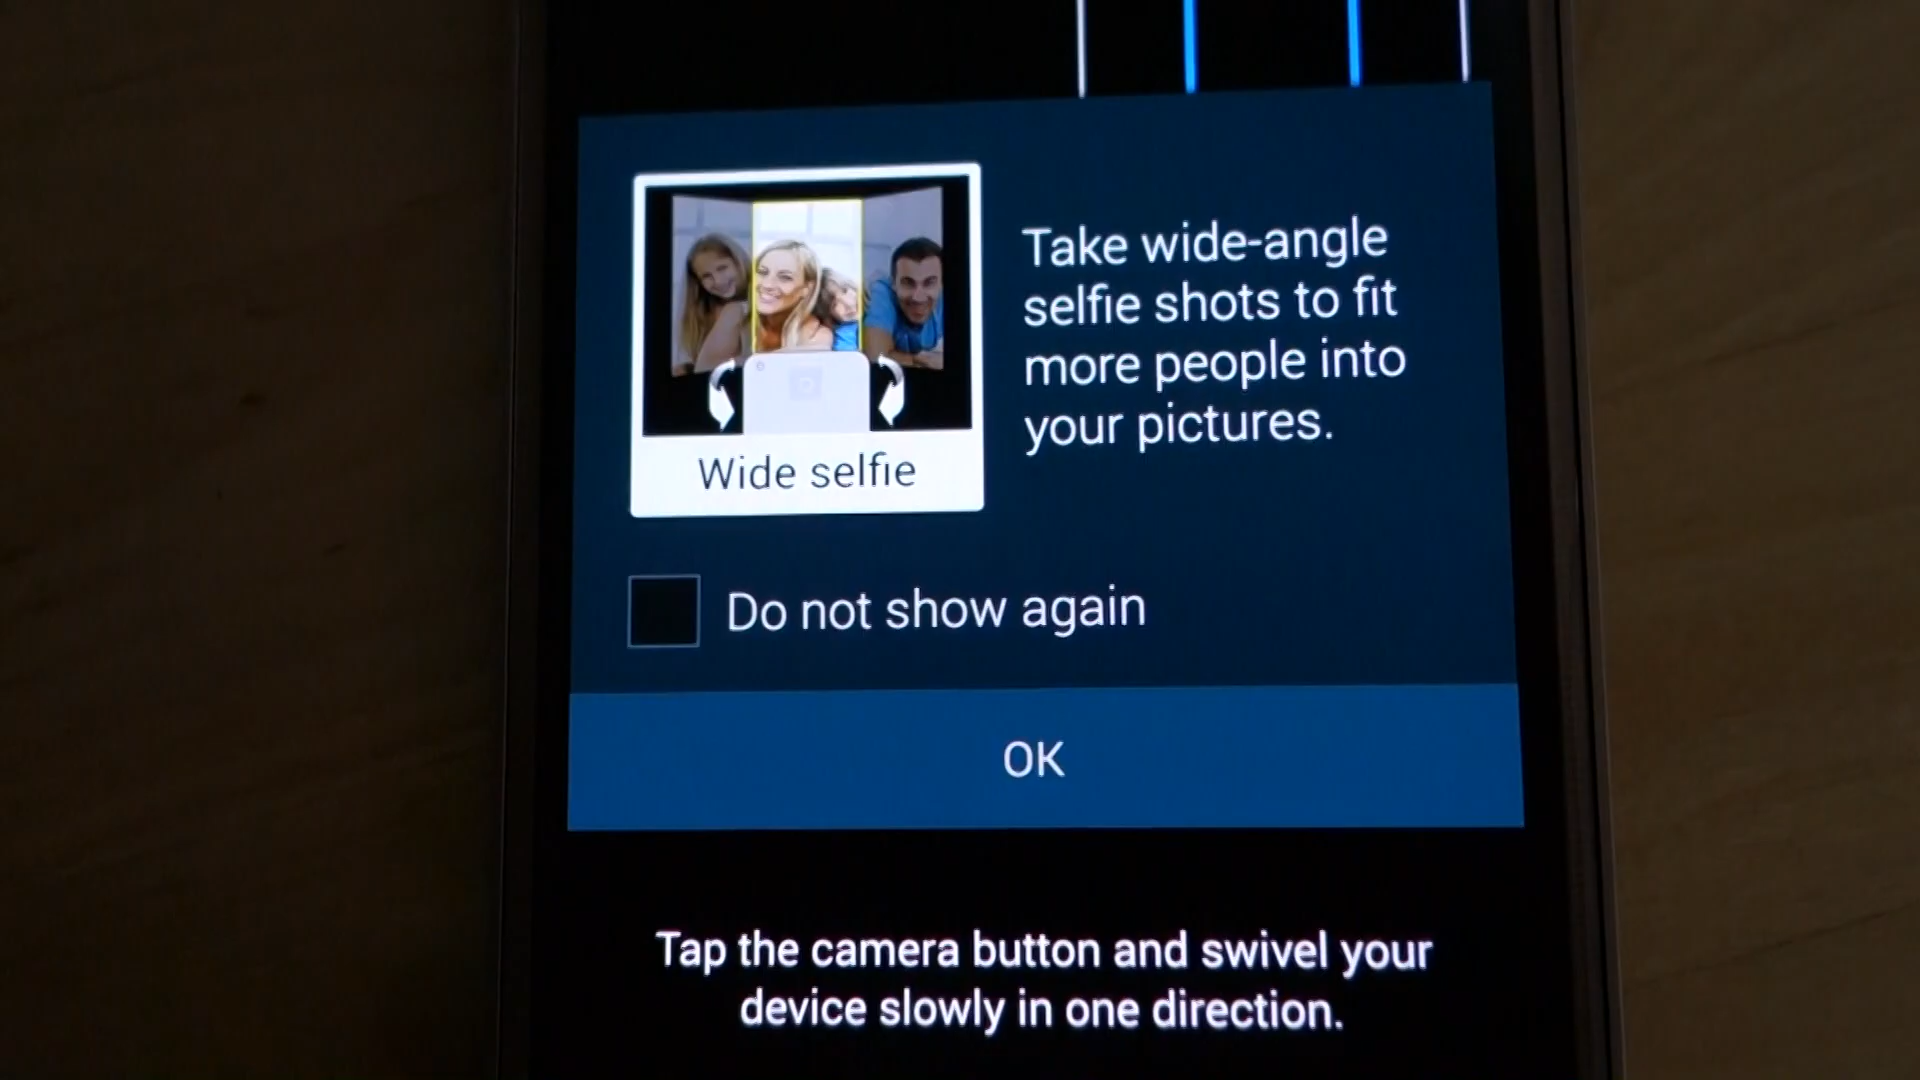 Take wide-angle
selfie shots to fit
more people into
your pictures.
Wide selfie
Do not show again
OK
Tap the camera button and swivel your
device slowly in one direction.